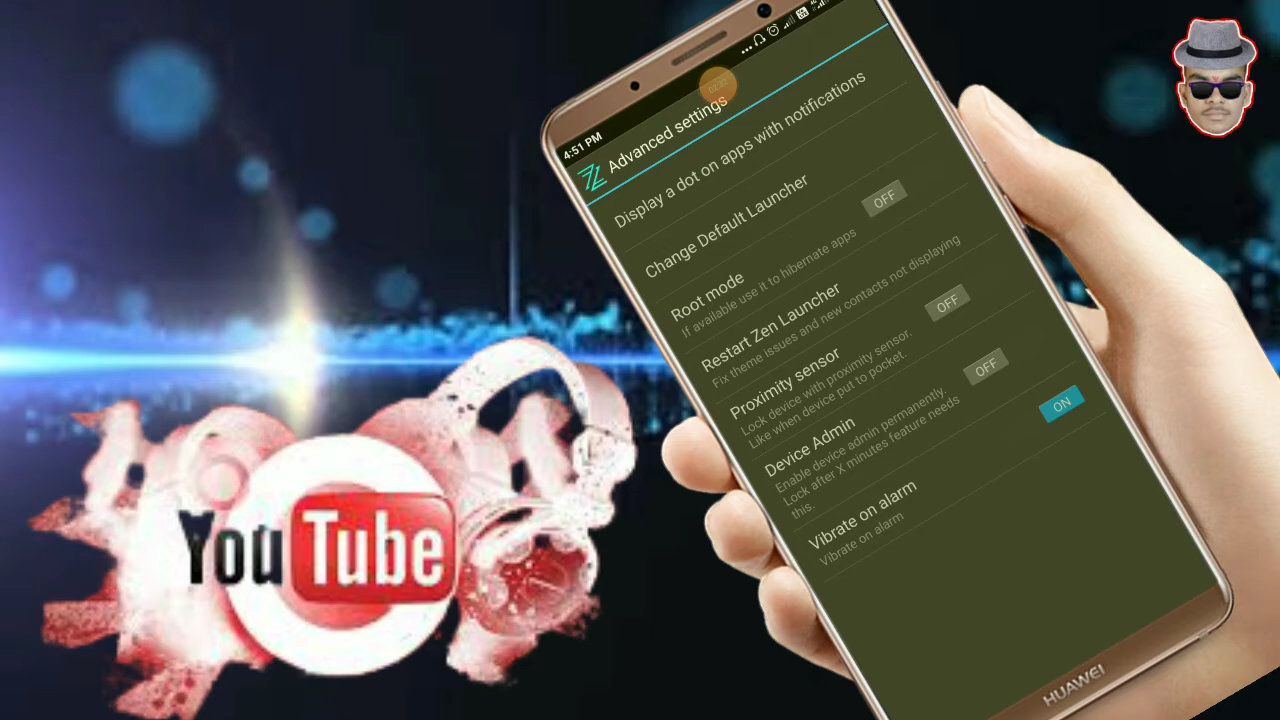 4:51 PM
Advanced settings
Display a dot on apps with notifications
Change Default Launcher
Root mode
If available use it to hibernate apps
OFF
Restart Zen Launcher
Fix theme issues and new contacts not displaying
Proximity sensor
Lock device with proximity sensor.
Like when device put to pocket.
OFF
Device Admin
Enable device admin permanently,
Lock after X minutes feature needs
this.
OFF
Vibrate on alarm
Vibrate on alarm
ON
HUAWEI
YouTube